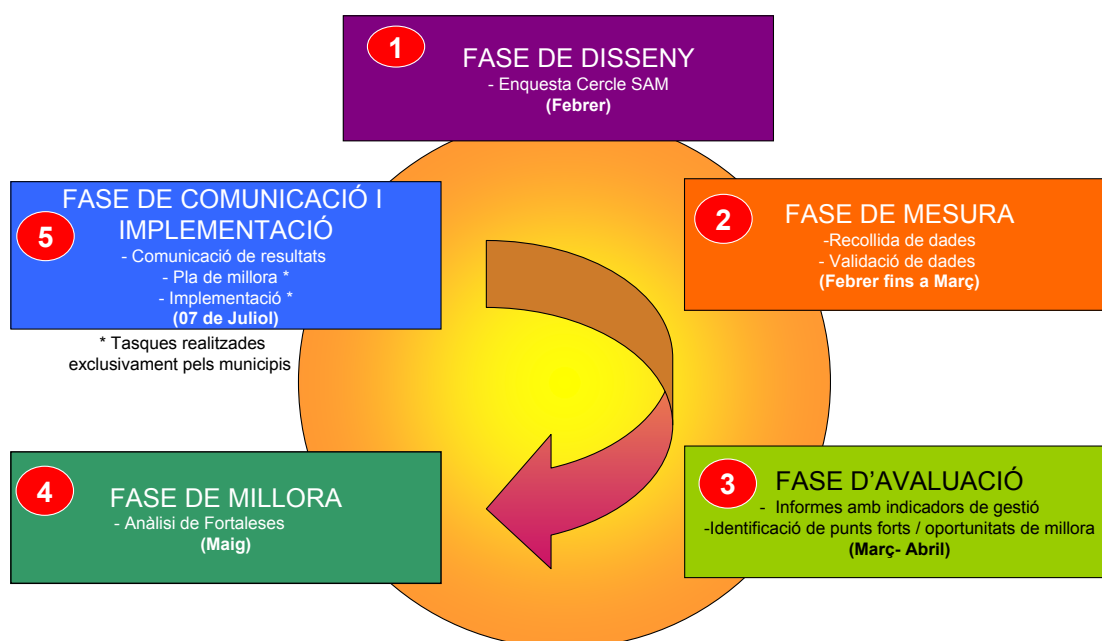 1
FASE DE DISSENY
- Enquesta Cercle SAM
(Febrer)
2
FASE DE MESURA
-Recollida de dades
- Validació de dades
(Febrer fins a Març)
3
FASE D'AVALUACIÓ
- Informes amb indicadors de gestió
-Identificació de punts forts / oportunitats de millora
(Març- Abril)
4
FASE DE MILLORA
- Anàlisi de Fortaleses
(Maig)
5
FASE DE COMUNICACIÓ I
IMPLEMENTACIÓ
- Comunicació de resultats
- Pla de millora *
- Implementació *
(07 de Juliol)
* Tasques realitzades
exclusivament pels municipis